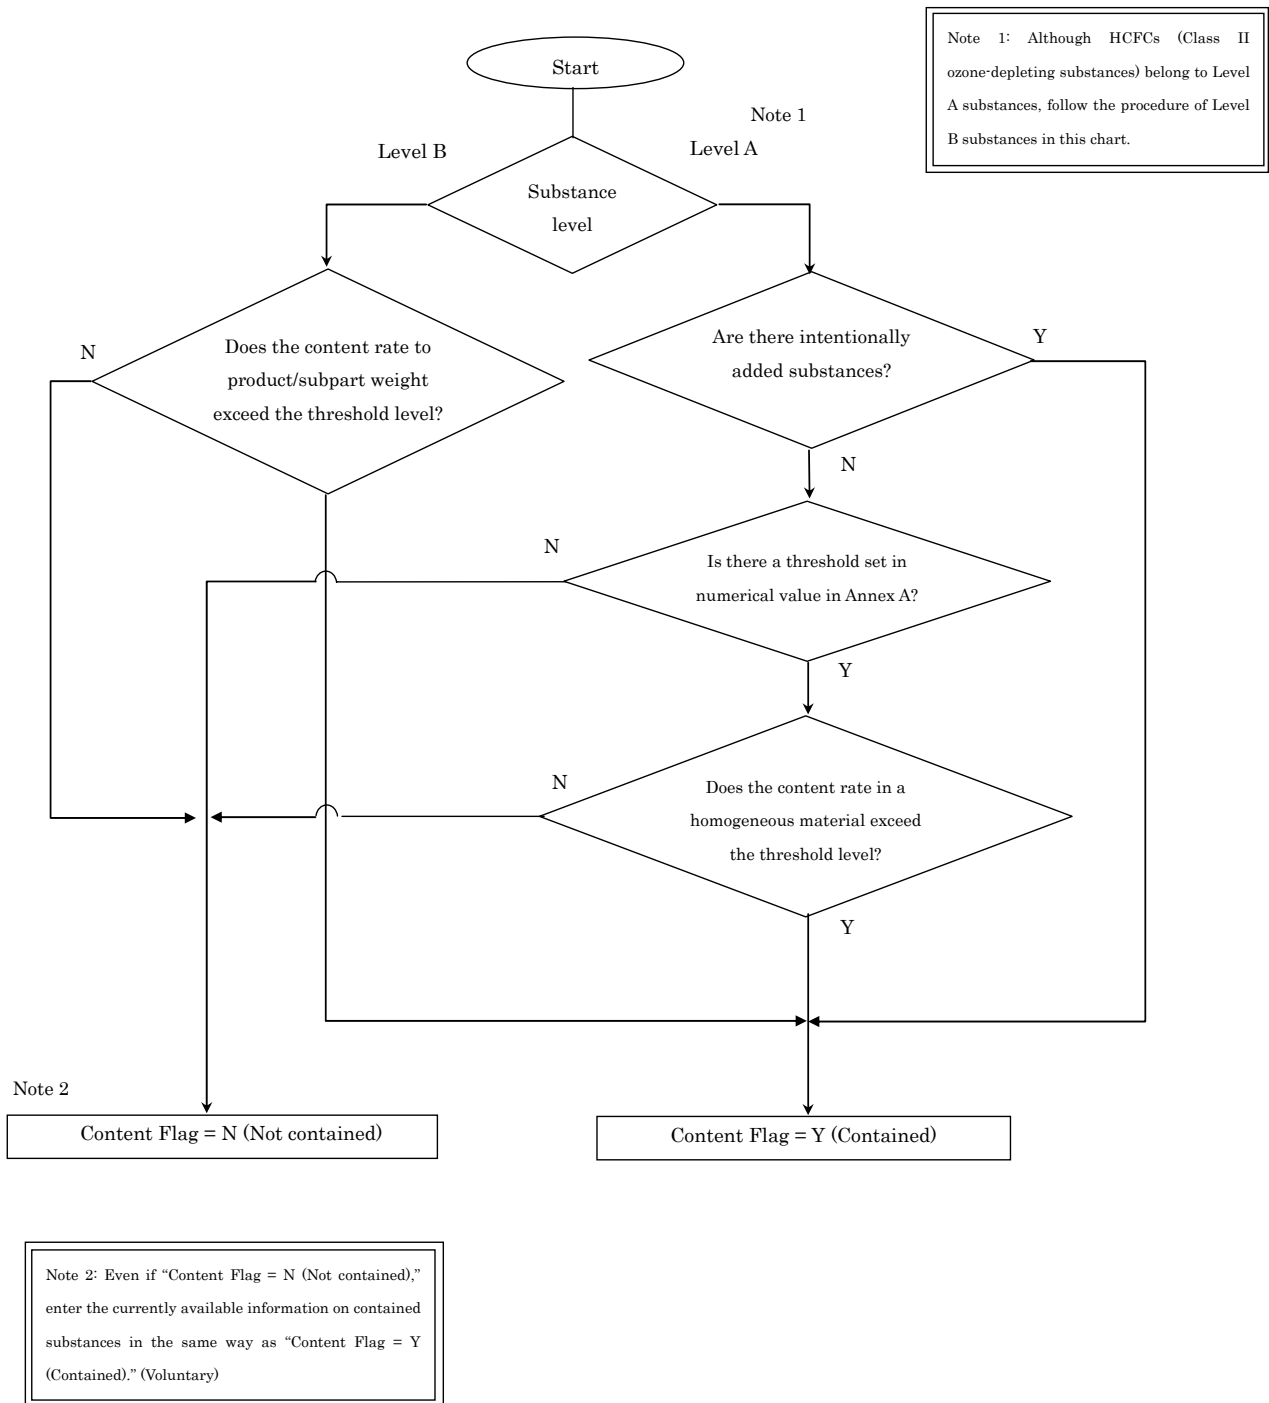 Note 1: Although HCFCs (Class II
ozone-depleting substances) belong to Level
A substances, follow the procedure of Level
B substances in this chart.
Start
Note 1
Level B
Level A
Substance
level
N
Does the content rate to
product/subpart weight
exceed the threshold level?
Are there intentionally
added substances?
Y
N
N
Is there a threshold set in
numerical value in Annex A?
Y
N
Does the content rate in a
homogeneous material exceed
the threshold level?
Y
Note 2
Content Flag = N (Not contained)
Content Flag = Y (Contained)
Note 2: Even if “Content Flag = N (Not contained),”
enter the currently available information on contained
substances in the same way as “Content Flag = Y
(Contained).” (Voluntary)